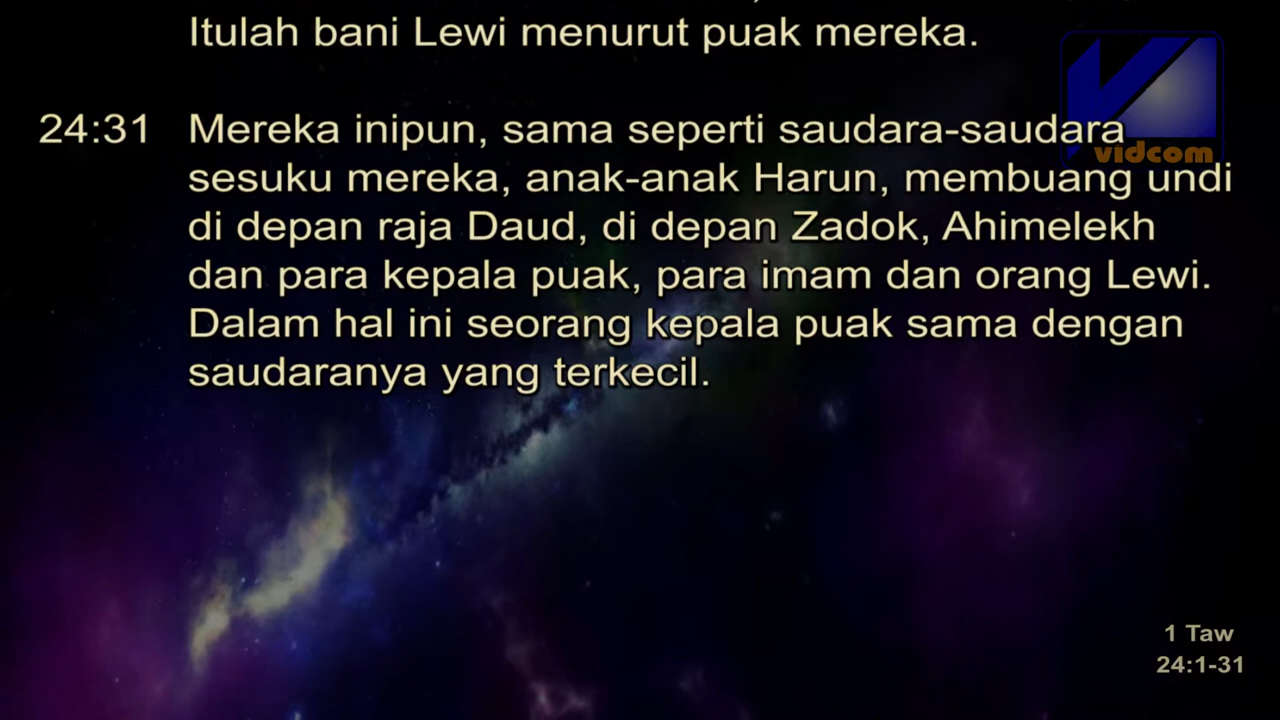 Itulah bani Lewi menurut puak mereka.
24:31 Mereka inipun, sama seperti saudara-saudara
sesuku mereka, anak-anak Harun, membuang undi
di depan raja Daud, di depan Zadok, Ahimelekh
dan para kepala puak, para imam dan orang Lewi.
Dalam hal ini seorang kepala puak sama dengan
saudaranya yang terkecil.
vidcom
1 Taw
24:1-31